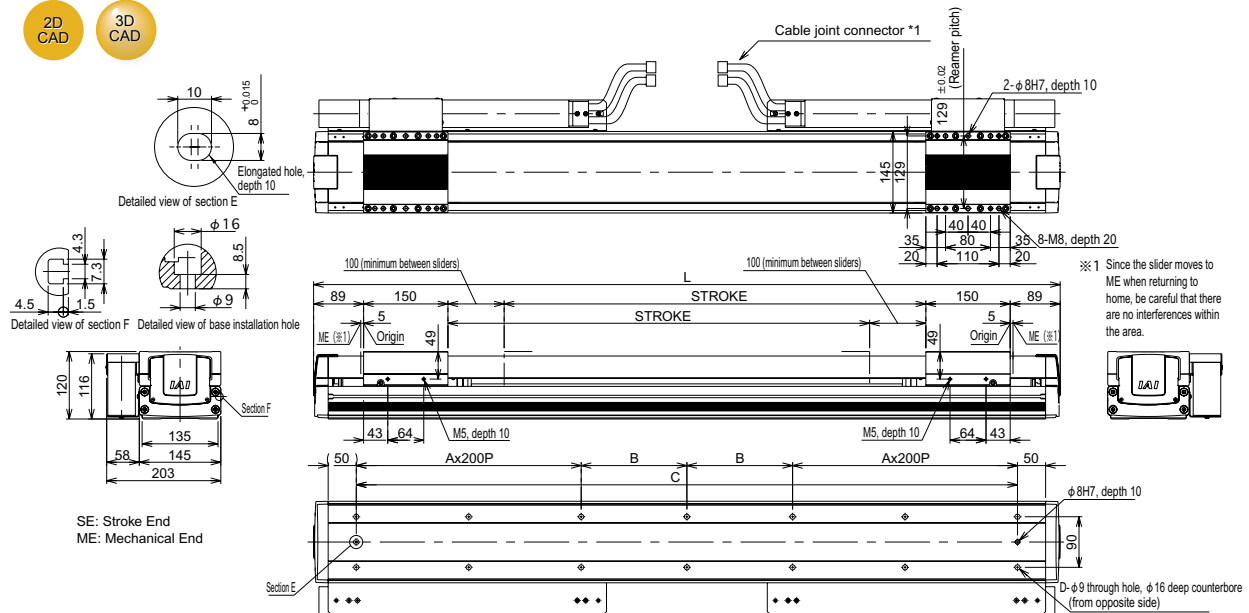 2D
CAD
3D
CAD
Cable joint connector *1
129 ±0.02
(Reamer pitch)
2-φ8H7, depth 10
10
8 +0.015 0
Elongated hole,
depth 10
Detailed view of section E
145
129
40 40
35 80 35
20 110 20
8-M8, depth 20
φ16
8.5
φ9
4.3
7.3
4.5 1.5
Detailed view of section F
Detailed view of base installation hole
100 (minimum between sliders)
100 (minimum between sliders)
L
89 150 STROKE 150 89
STROKE
5 5
ME (※1) Origin 49
49 Origin ME (※1)
※1 Since the slider moves to
ME when returning to
home, be careful that there
are no interferences within
the area.
120
116
IAI
Section F
135
58 145
203
IAI
43 64
M5, depth 10
M5, depth 10
64 43
(50) Ax200P B B Ax200P 50
C
φ8H7, depth 10
90
SE: Stroke End
ME: Mechanical End
Section E
D-φ9 through hole, φ16 deep counterbore
(from opposite side)